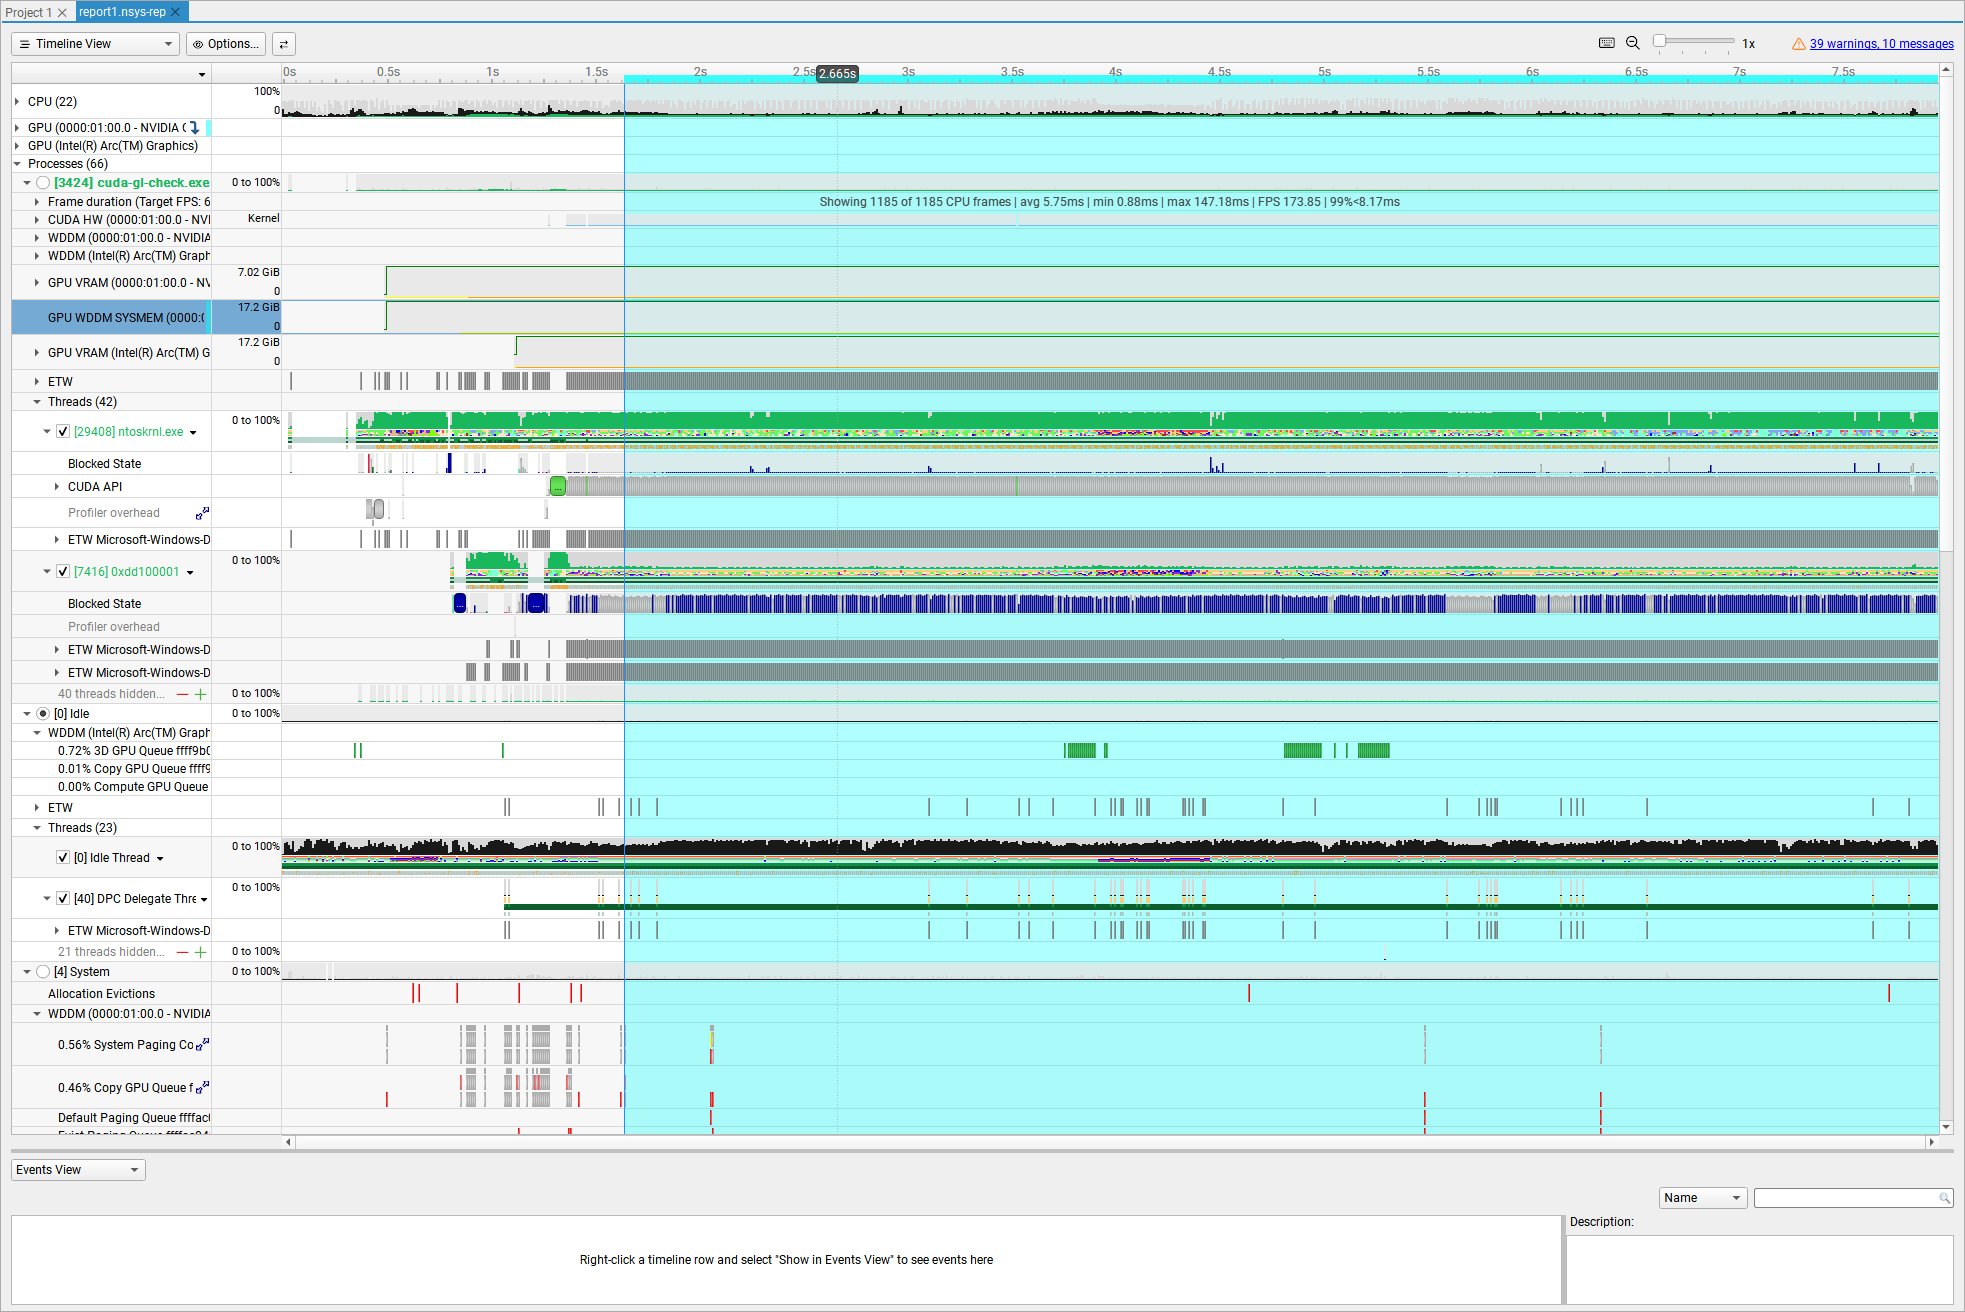 Project 1
report1.nsys-rep
Timeline View
Options...
1x
39 warnings, 10 messages
0s 0.5s 1s 1.5s 2s 2.5s 2.665s 3s 3.5s 4s 4.5s 5s 5.5s 6s 6.5s 7s 7.5s
CPU (22)
100%
0
GPU (0000:01:00.0 - NVIDIA
GPU (Intel(R) Arc(TM) Graphics)
Processes (66)
[3424] cuda-gl-check.exe
0 to 100%
Frame duration (Target FPS: 6
Showing 1185 of 1185 CPU frames | avg 5.75ms | min 0.88ms | max 147.18ms | FPS 173.85 | 99%<8.17ms
CUDA HW (0000:01:00.0 - NVI
Kernel
WDDM (0000:01:00.0 - NVIDIA
WDDM (Intel(R) Arc(TM) Graph
GPU VRAM (0000:01:00.0 - NV
7.02 GiB
0
GPU WDDM SYSMEM (0000:0
17.2 GiB
0
GPU VRAM (Intel(R) Arc(TM) G
17.2 GiB
0
ETW
Threads (42)
[29408] ntoskrnl.exe
0 to 100%
Blocked State
CUDA API
...
Profiler overhead
ETW Microsoft-Windows-D
[7416] 0xdd100001
0 to 100%
Blocked State
...
...
Profiler overhead
ETW Microsoft-Windows-D
ETW Microsoft-Windows-D
40 threads hidden...
0 to 100%
[0] Idle
0 to 100%
WDDM (Intel(R) Arc(TM) Graph
0.72% 3D GPU Queue ffff9b0
0.01% Copy GPU Queue ffff9
0.00% Compute GPU Queue
ETW
Threads (23)
[0] Idle Thread
0 to 100%
[40] DPC Delegate Thre
0 to 100%
ETW Microsoft-Windows-D
21 threads hidden...
0 to 100%
[4] System
0 to 100%
Allocation Evictions
WDDM (0000:01:00.0 - NVIDIA
0.56% System Paging Co
0.46% Copy GPU Queue f
Default Paging Queue ffffac
Events View
Name
Description:
Right-click a timeline row and select "Show in Events View" to see events here